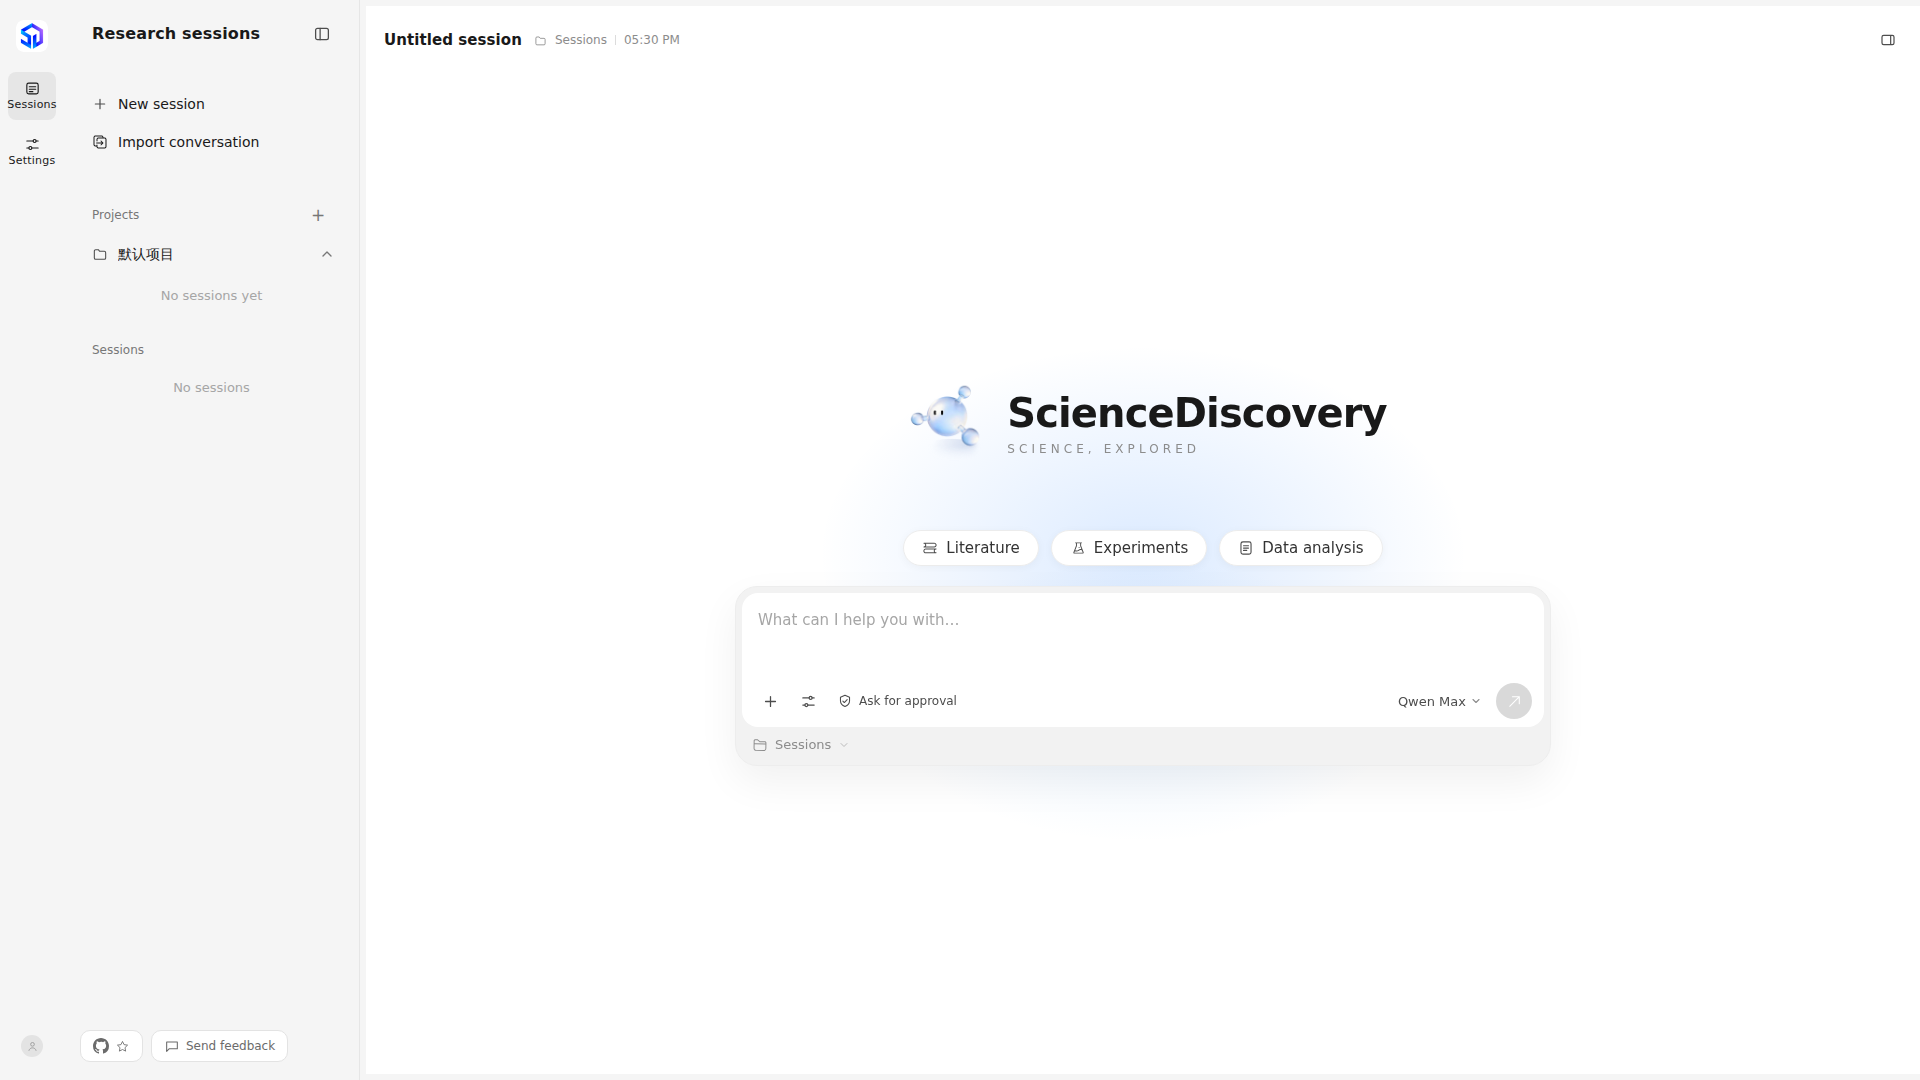 Research sessions
Sessions
Settings
New session
Import conversation
Projects
默认项目
No sessions yet
Sessions
No sessions
Send feedback
Untitled session Sessions 05:30 PM
ScienceDiscovery
SCIENCE, EXPLORED
Literature Experiments Data analysis
What can I help you with...
Ask for approval Qwen Max
Sessions